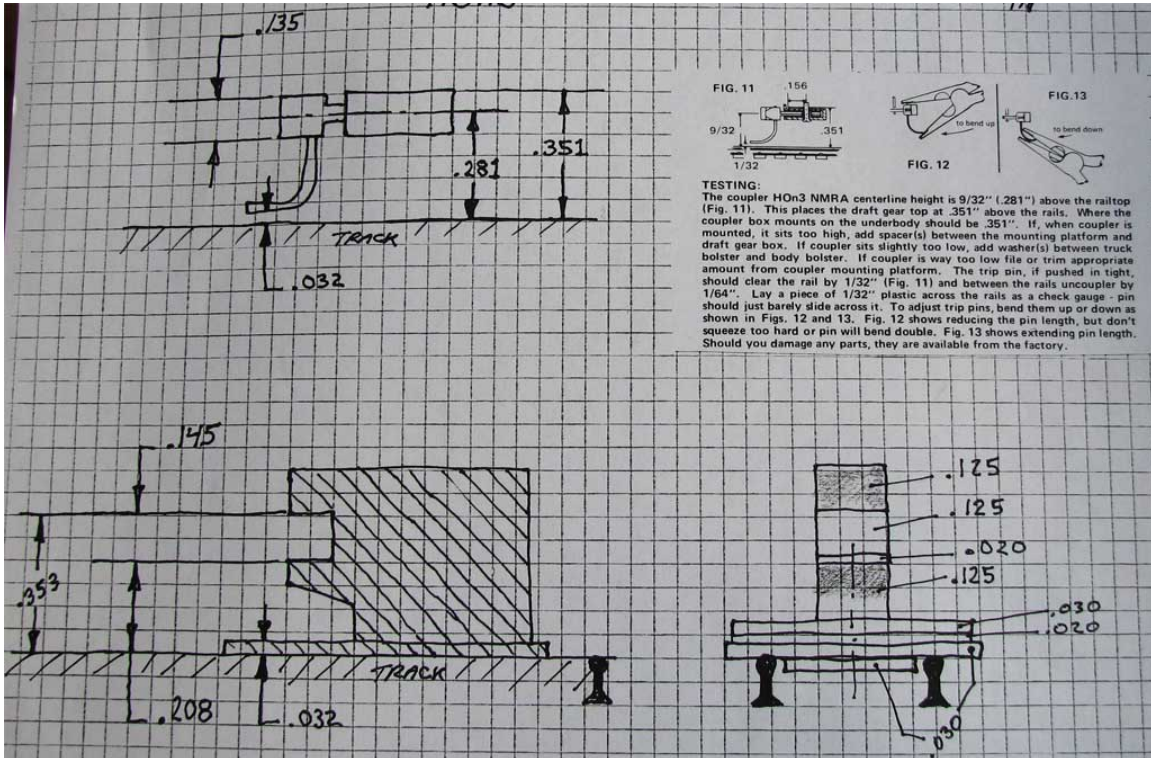 .135
.351
.281
TRACK
.032
FIG. 11
.156
9/32
.351
1/32
to bend up
FIG. 12
FIG.13
to bend down
TESTING:
The coupler HOn3 NMRA centerline height is 9/32" (.281") above the railtop
(Fig. 11). This places the draft gear top at .351" above the rails. Where the
coupler box mounts on the underbody should be .351". If, when coupler is
mounted, it sits too high, add spacer(s) between the mounting platform and
draft gear box. If coupler sits slightly too low, add washer(s) between truck
bolster and body bolster. If coupler is way too low file or trim appropriate
amount from coupler mounting platform. The trip pin, if pushed in tight,
should clear the rail by 1/32" (Fig. 11) and between the rails uncoupler by
1/64". Lay a piece of 1/32" plastic across the rails as a check gauge - pin
should just barely slide across it. To adjust trip pins, bend them up or down as
shown in Figs. 12 and 13. Fig. 12 shows reducing the pin length, but don't
squeeze too hard or pin will bend double. Fig. 13 shows extending pin length.
Should you damage any parts, they are available from the factory.
.145
.353
TRACK
.208
.032
.125
.125
.020
.125
.030
.020
.030